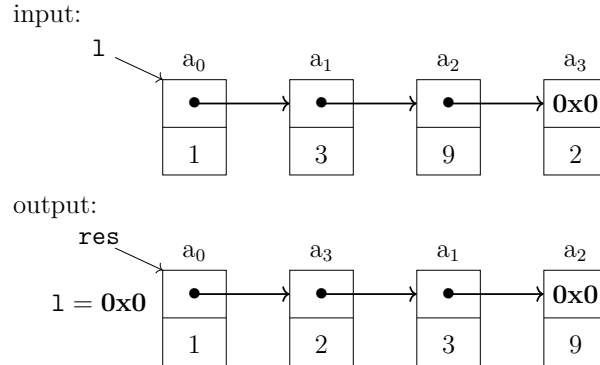 input:
l
a₀ a₁ a₂ a₃
0x0
1 3 9 2
output:
res
a₀ a₃ a₁ a₂
l = 0x0 0x0
1 2 3 9